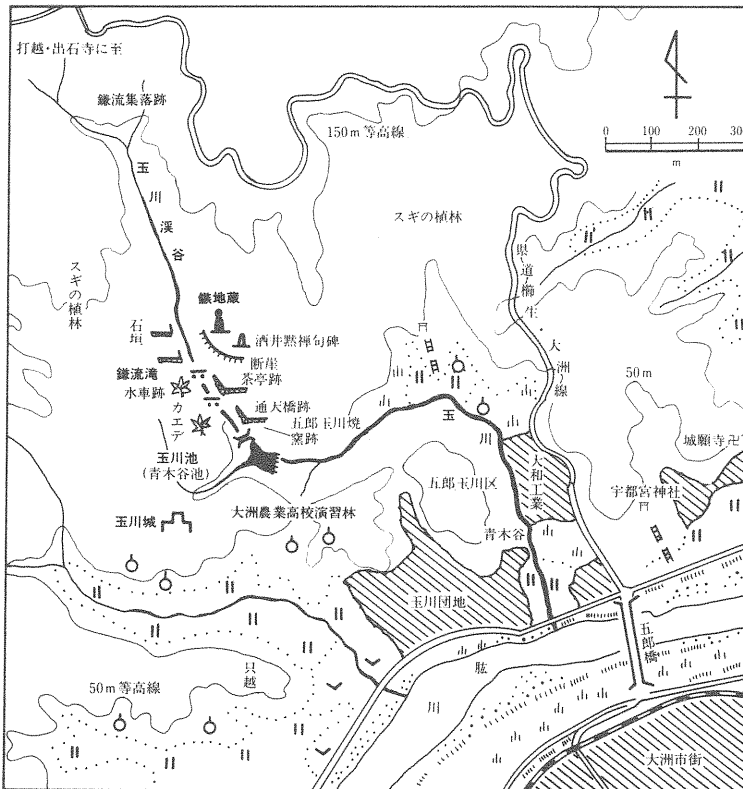 打越・出石寺に至
鎌流集落跡
150m等高線
0 100 200 300
m
玉川渓谷
スギの植林
スギの植林
県道櫛生大洲線
鎌地蔵
石垣
酒井黙禅句碑
断崖
鎌流滝
茶亭跡
水車跡
カエデ
通天橋跡
五郎玉川焼
窯跡
玉川池
(青木谷池)
玉川
50m
城願寺卍
五郎玉川区
大和工業
宇都宮神社
大洲農業高校演習林
玉川城
青木谷
玉川団地
五郎橋
只越
肱川
50m等高線
大洲市街